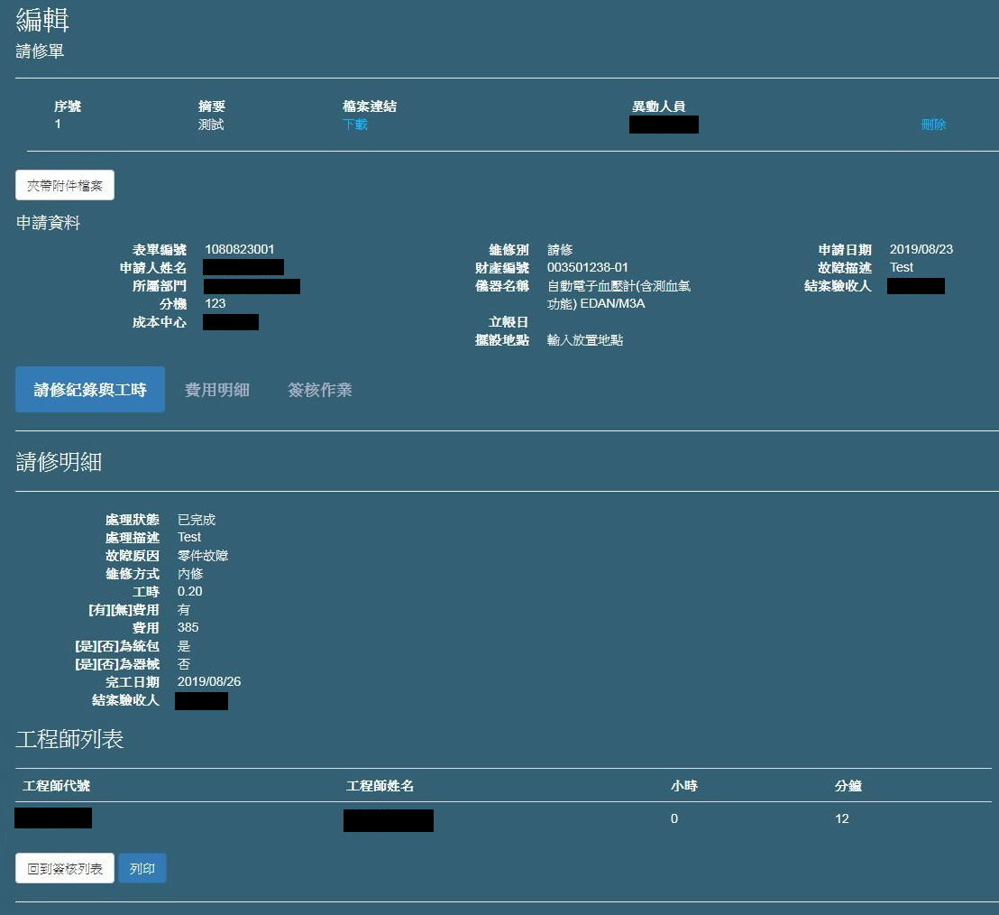 編輯
請修單
序號 摘要 檔案連結 異動人員
1 測試 下載 刪除
夾帶附件檔案
申請資料
表單編號 1080823001 維修別 請修 申請日期 2019/08/23
申請人姓名 財產編號 003501238-01 故障描述 Test
所屬部門 儀器名稱 自動電子血壓計(含測血氧 結案驗收人
分機 123 功能) EDAN/M3A
成本中心 立帳日
擺設地點 輸入放置地點
請修紀錄與工時 費用明細 簽核作業
請修明細
處理狀態 已完成
處理描述 Test
故障原因 零件故障
維修方式 內修
工時 0.20
[有][無]費用 有
費用 385
[是][否]為統包 是
[是][否]為器械 否
完工日期 2019/08/26
結案驗收人
工程師列表
工程師代號 工程師姓名 小時 分鐘
0 12
回到簽核列表 列印